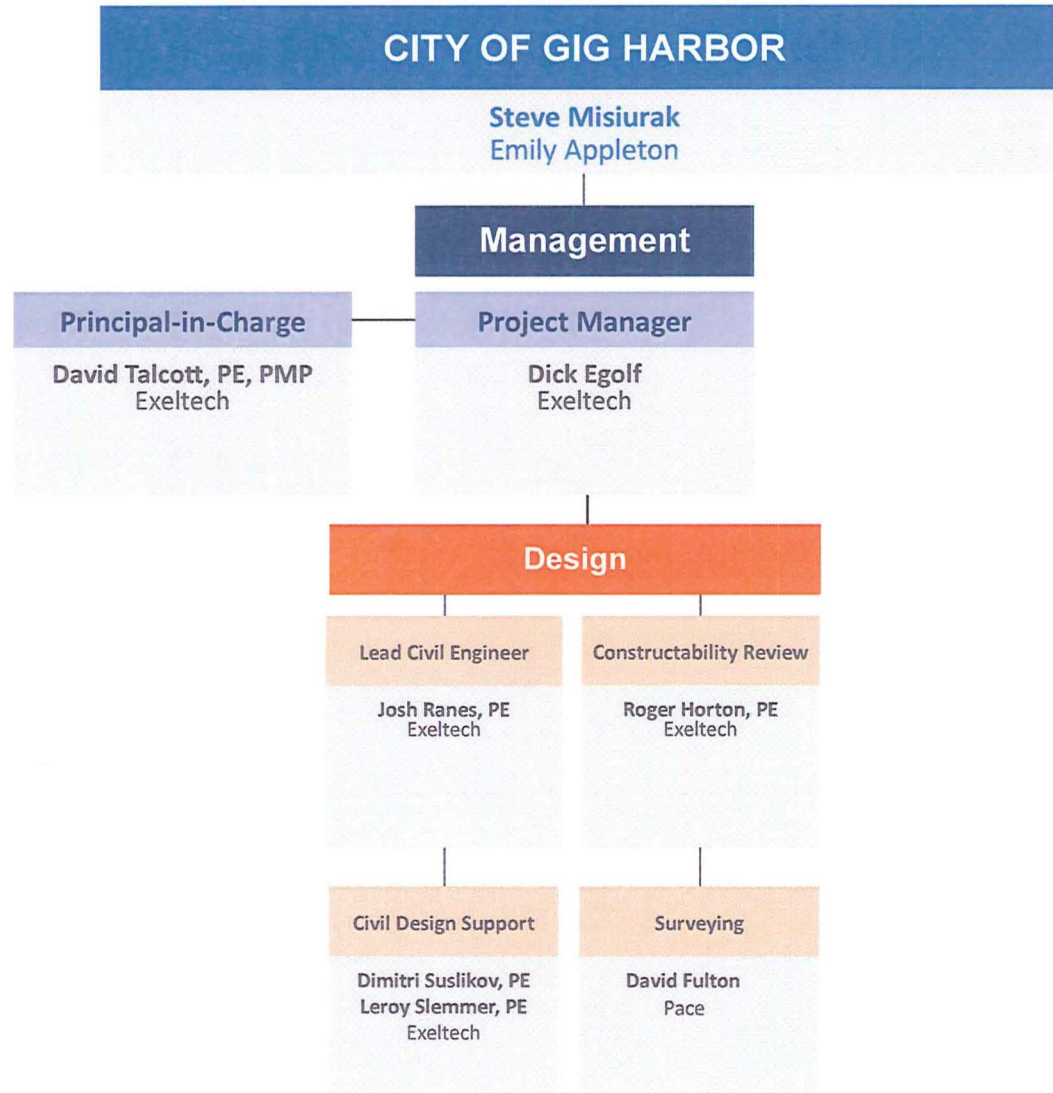 CITY OF GIG HARBOR
Steve Misiurak
Emily Appleton
Management
Principal-in-Charge
David Talcott, PE, PMP
Exeltech
Project Manager
Dick Egolf
Exeltech
Design
Lead Civil Engineer
Josh Ranes, PE
Exeltech
Constructability Review
Roger Horton, PE
Exeltech
Civil Design Support
Dimitri Suslikov, PE
Leroy Slemmer, PE
Exeltech
Surveying
David Fulton
Pace